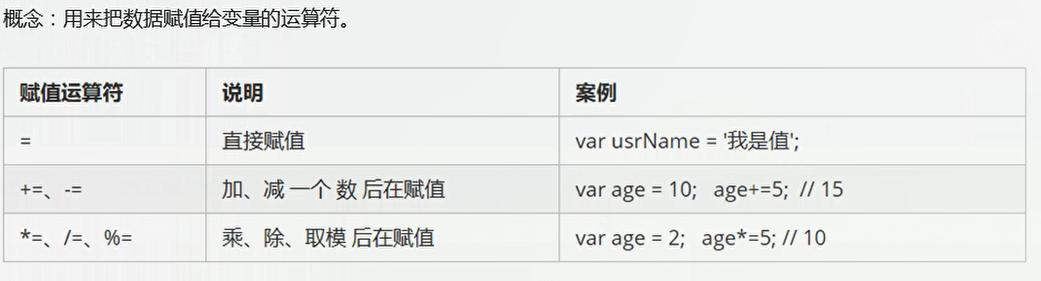 概念：用来把数据赋值给变量的运算符。
赋值运算符 说明 案例
= 直接赋值 var usrName = '我是值';
+=、-= 加、减 一个 数 后在赋值 var age = 10; age+=5; // 15
*=、/=、%= 乘、除、取模 后在赋值 var age = 2; age*=5; // 10